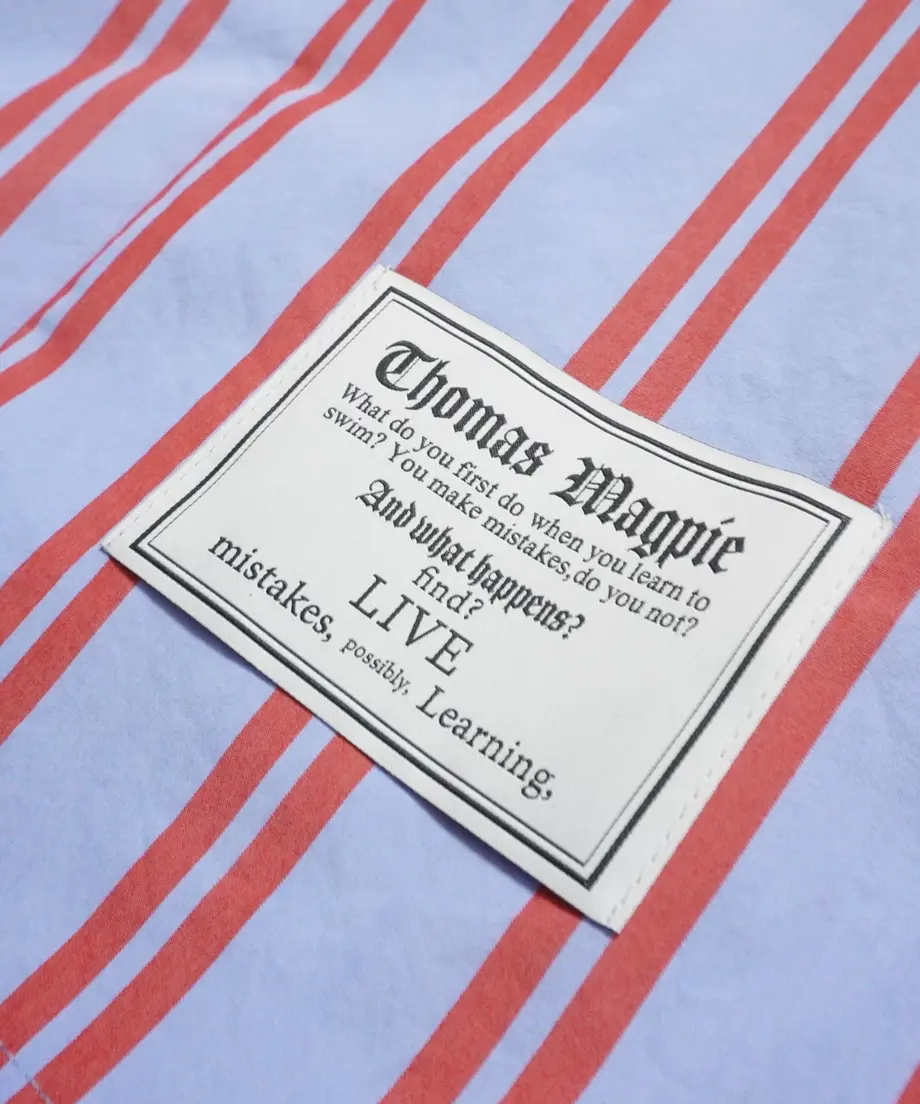 Thomas Magpie
What do you first do when you learn to
swim? You make mistakes, do you not?
And what happens?
find?
LIVE
mistakes, possibly, Learning,